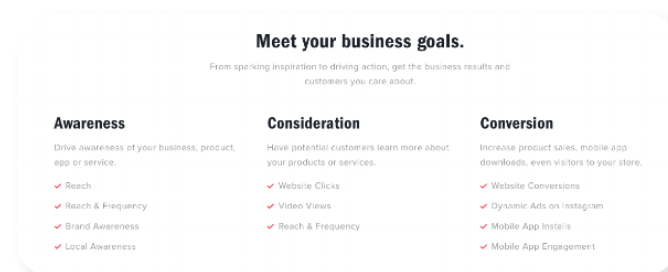 Meet your business goals.
From sparking inspiration to driving action, get the business results and
customers you care about.
Awareness
Drive awareness of your business, product,
app or service.
Reach
Reach & Frequency
Brand Awareness
Local Awareness
Consideration
Have potential customers learn more about
your products or services.
Website Clicks
Video Views
Reach & Frequency
Conversion
Increase product sales, mobile app
downloads, even visitors to your store.
Website Conversions
Dynamic Ads on Instagram
Mobile App Installs
Mobile App Engagement